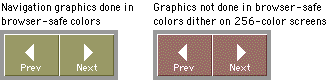 Navigation graphics done in
browser-safe colors
Prev Next
Graphics not done in browser-safe
colors dither on 256-color screens
Prev Next